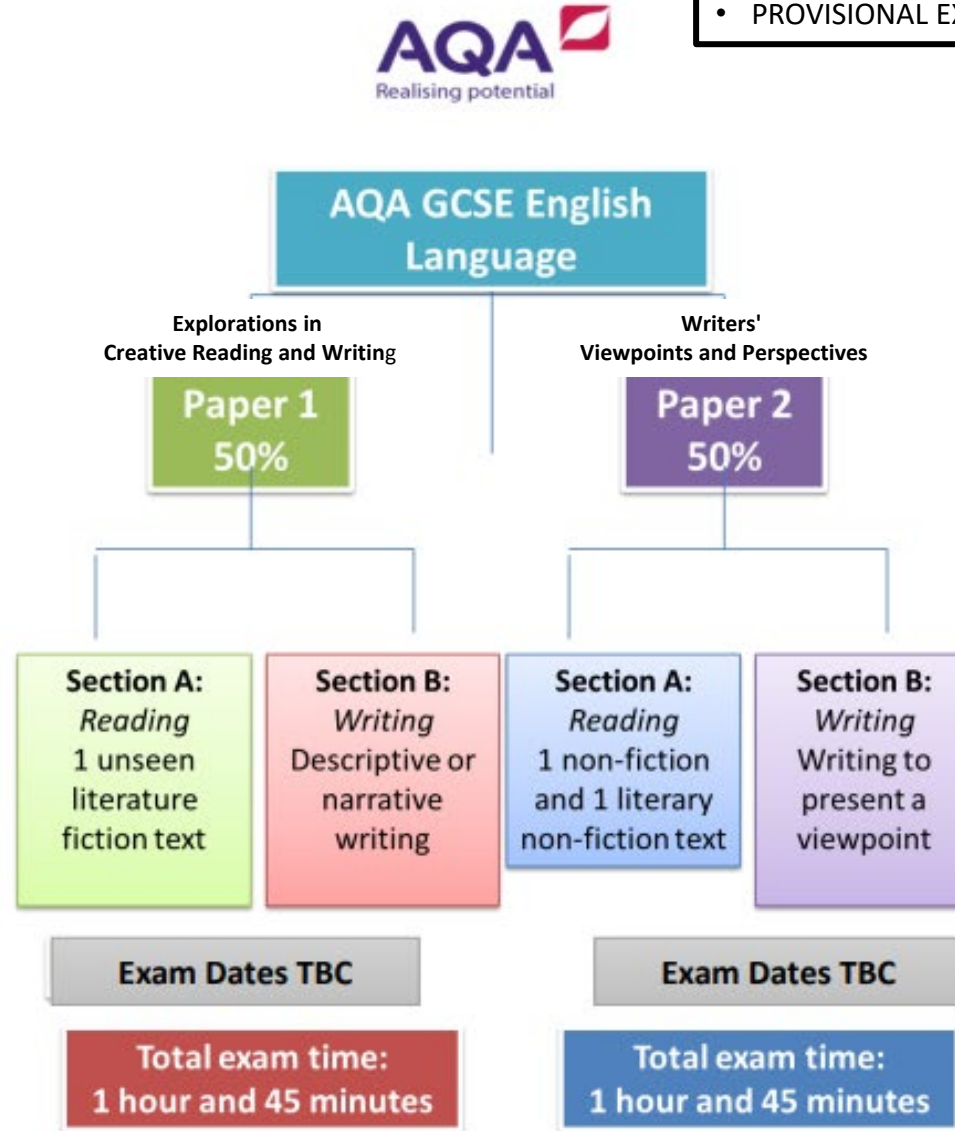 • PROVISIONAL EX
AQA
Realising potential
AQA GCSE English
Language
Explorations in
Creative Reading and Writing
Writers'
Viewpoints and Perspectives
Paper 1
50%
Paper 2
50%
Section A:
Reading
1 unseen
literature
fiction text
Section B:
Writing
Descriptive or
narrative
writing
Section A:
Reading
1 non-fiction
and 1 literary
non-fiction text
Section B:
Writing
Writing to
present a
viewpoint
Exam Dates TBC
Exam Dates TBC
Total exam time:
1 hour and 45 minutes
Total exam time:
1 hour and 45 minutes